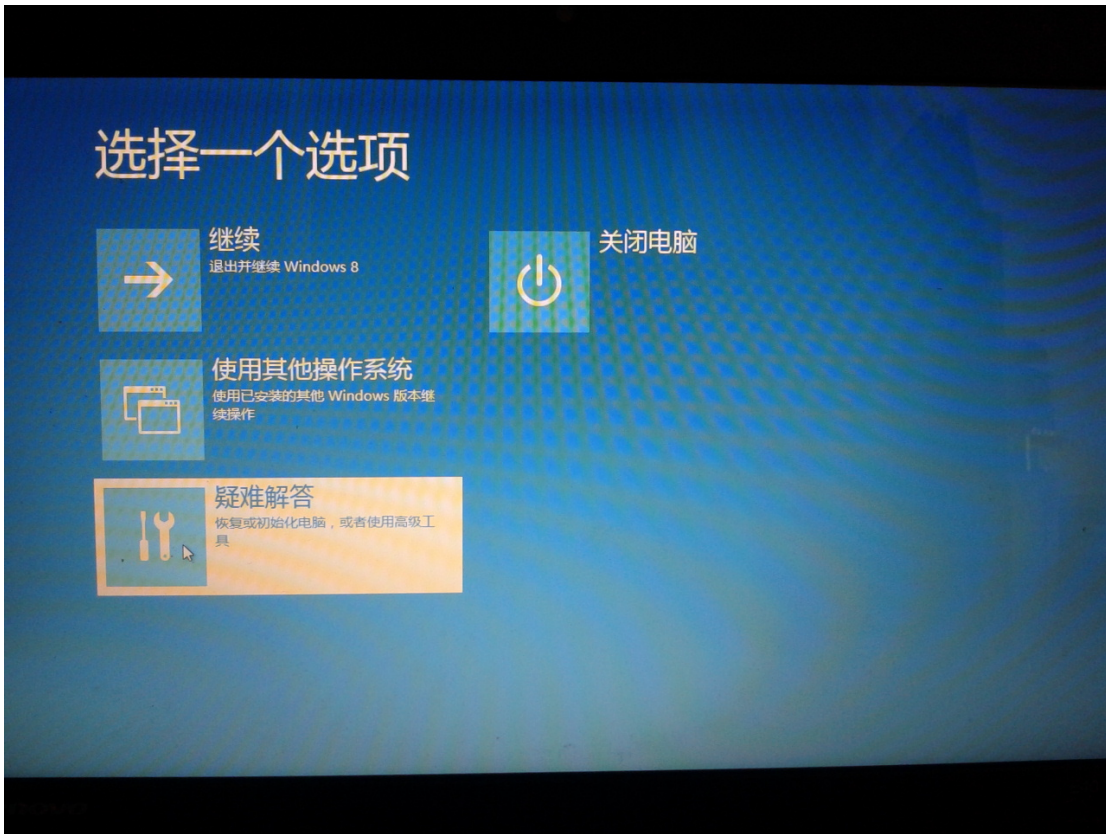 选择一个选项
继续
退出并继续 Windows 8
关闭电脑
使用其他操作系统
使用已安装的其他 Windows 版本继
续操作
疑难解答
恢复或初始化电脑，或者使用高级工
具